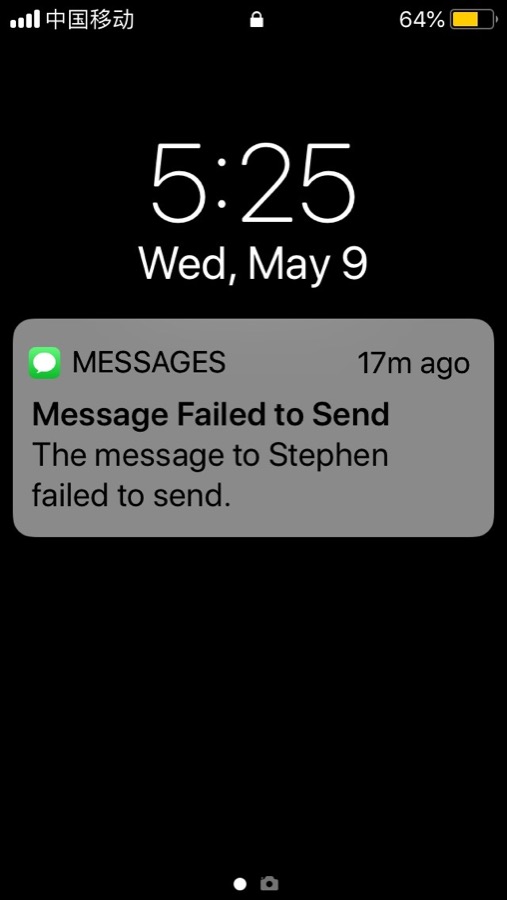 中国移动 64%
5:25
Wed, May 9
MESSAGES 17m ago
Message Failed to Send
The message to Stephen
failed to send.